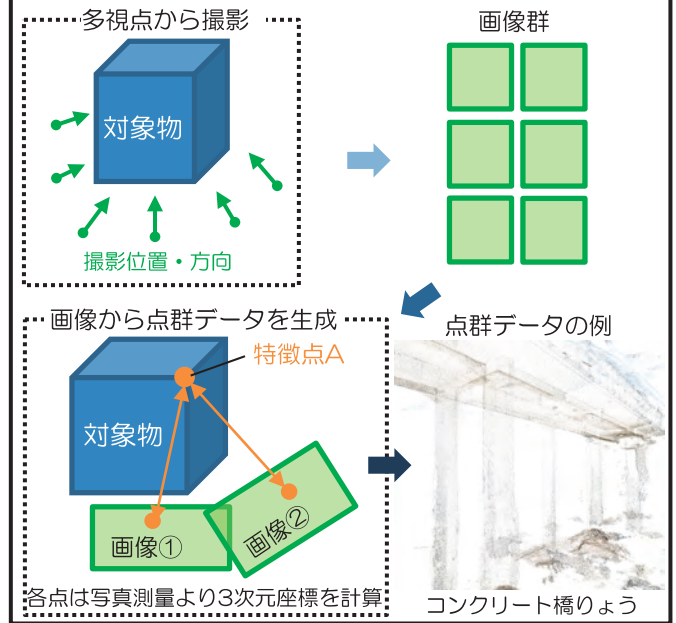 多視点から撮影
対象物
撮影位置・方向
画像群
画像から点群データを生成
特徴点A
対象物
画像①
画像②
各点は写真測量より3次元座標を計算
点群データの例
コンクリート橋りょう